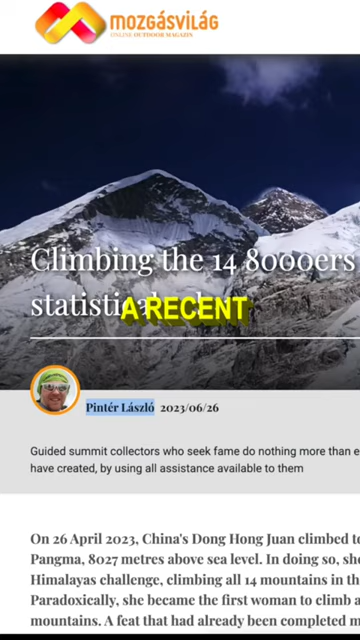 mozgásvilág
ONLINE OUTDOOR MAGAZIN
Climbing the 14 8000ers
A RECENT
Pintér László 2023/06/26
Guided summit collectors who seek fame do nothing more than e
have created, by using all assistance available to them
On 26 April 2023, China's Dong Hong Juan climbed to
Pangma, 8027 metres above sea level. In doing so, she
Himalayas challenge, climbing all 14 mountains in th
Paradoxically, she became the first woman to climb a
mountains. A feat that had already been completed m